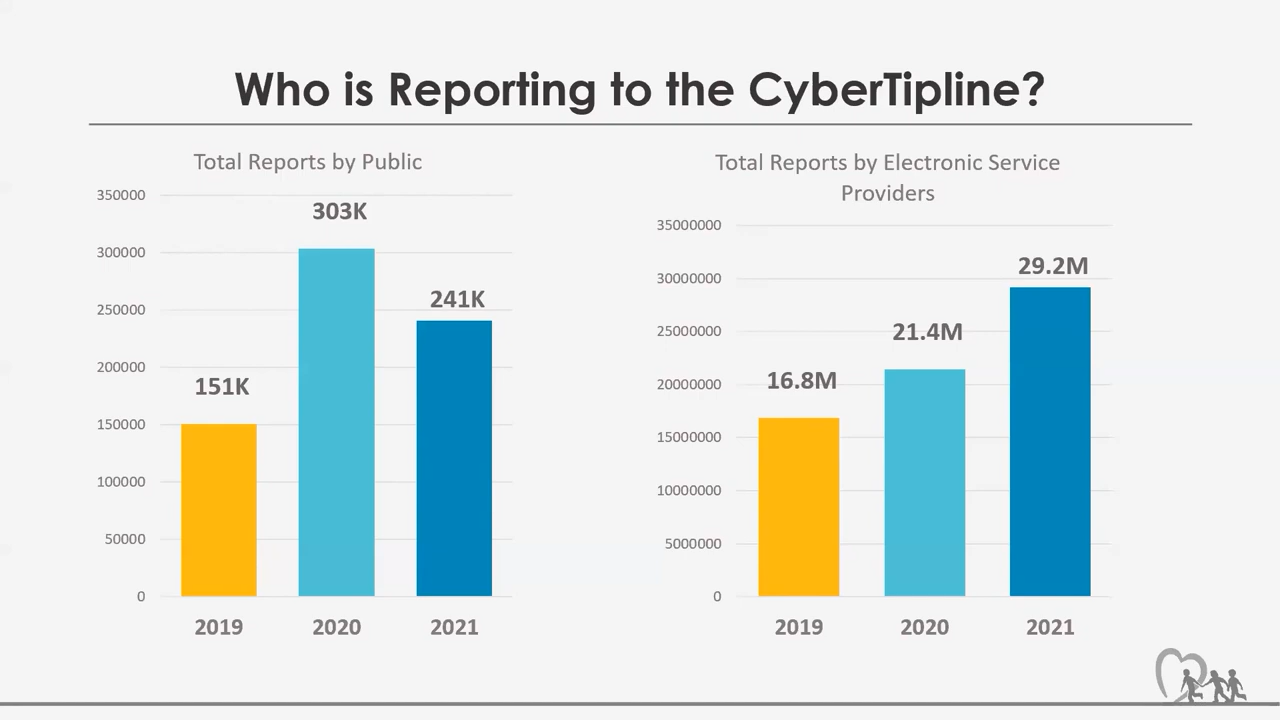 Who is Reporting to the CyberTipline?
Total Reports by Public
350000
300000
250000
200000
150000
100000
50000
0
303K
241K
151K
2019 2020 2021
Total Reports by Electronic Service
Providers
35000000
30000000
25000000
20000000
15000000
10000000
5000000
0
29.2M
21.4M
16.8M
2019 2020 2021